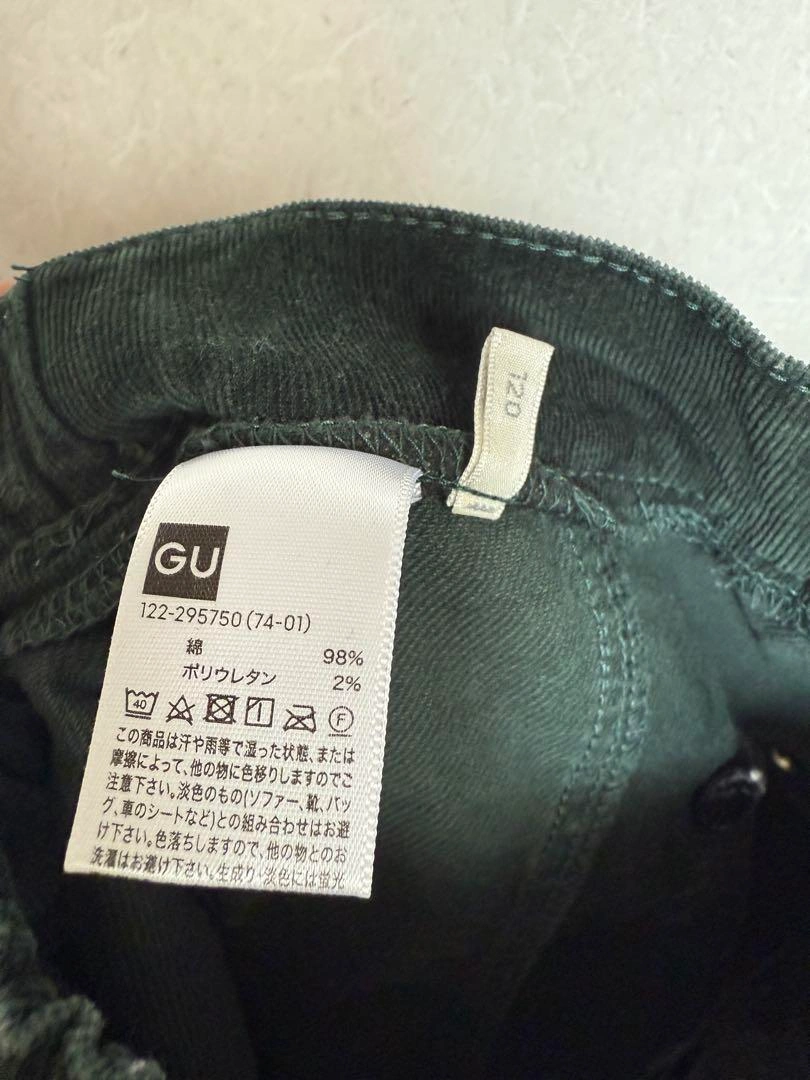 120
GU
122-295750(74-01)
綿 98%
ポリウレタン 2%
40 F
この商品は汗や雨等で湿った状態、または
摩擦によって、他の物に色移りしますのでご
注意下さい。淡色のもの(ソファー、靴、バッ
グ、車のシートなど)との組み合わせはお避
け下さい。色落ちしますので、他の物とのお
洗濯はお避け下さい。生成り・淡色には蛍光